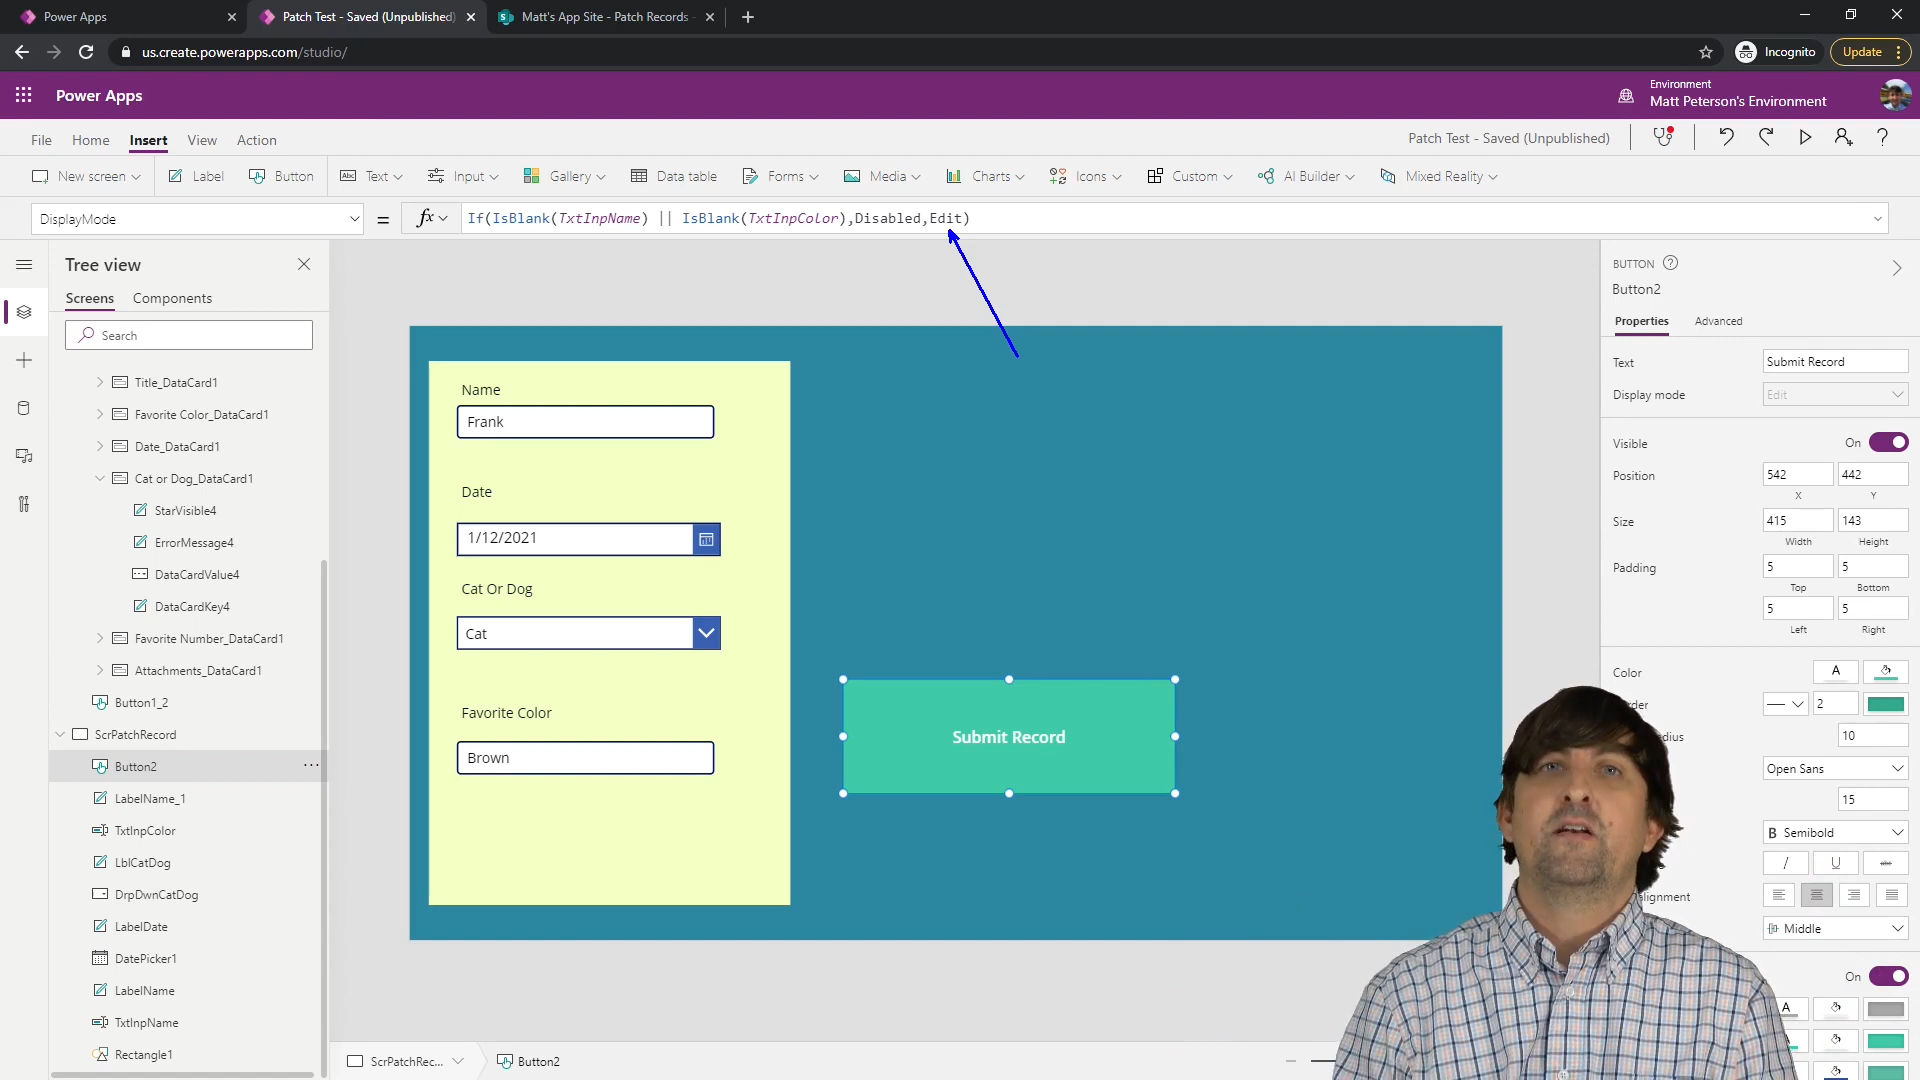 Power Apps
Patch Test - Saved (Unpublished)
Matt's App Site - Patch Records
us.create.powerapps.com/studio/
Incognito
Update
Power Apps
Environment
Matt Peterson's Environment
File Home Insert View Action
Patch Test - Saved (Unpublished)
New screen Label Button Text Input Gallery Data table Forms Media Charts Icons Custom AI Builder Mixed Reality
DisplayMode = fx If(IsBlank(TxtInpName) || IsBlank(TxtInpColor),Disabled,Edit)
Tree view
Screens Components
Search
Title_DataCard1
Favorite Color_DataCard1
Date_DataCard1
Cat or Dog_DataCard1
StarVisible4
ErrorMessage4
DataCardValue4
DataCardKey4
Favorite Number_DataCard1
Attachments_DataCard1
Button1_2
ScrPatchRecord
Button2 ...
LabelName_1
TxtInpColor
LblCatDog
DrpDwnCatDog
LabelDate
DatePicker1
LabelName
TxtInpName
Rectangle1
Name
Frank
Date
1/12/2021
Cat Or Dog
Cat
Favorite Color
Brown
Submit Record
ScrPatchRec... Button2
BUTTON
Button2
Properties Advanced
Text Submit Record
Display mode Edit
Visible On
Position 542 442
X Y
Size 415 143
Width Height
Padding 5 5
Top Bottom
5 5
Left Right
Color A
rder 2
adius 10
Open Sans
15
B Semibold
/ U abc
lignment
Middle
On
A